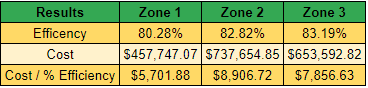 Results Zone 1 Zone 2 Zone 3
Efficency 80.28% 82.82% 83.19%
Cost $457,747.07 $737,654.85 $653,592.82
Cost / % Efficiency $5,701.88 $8,906.72 $7,856.63